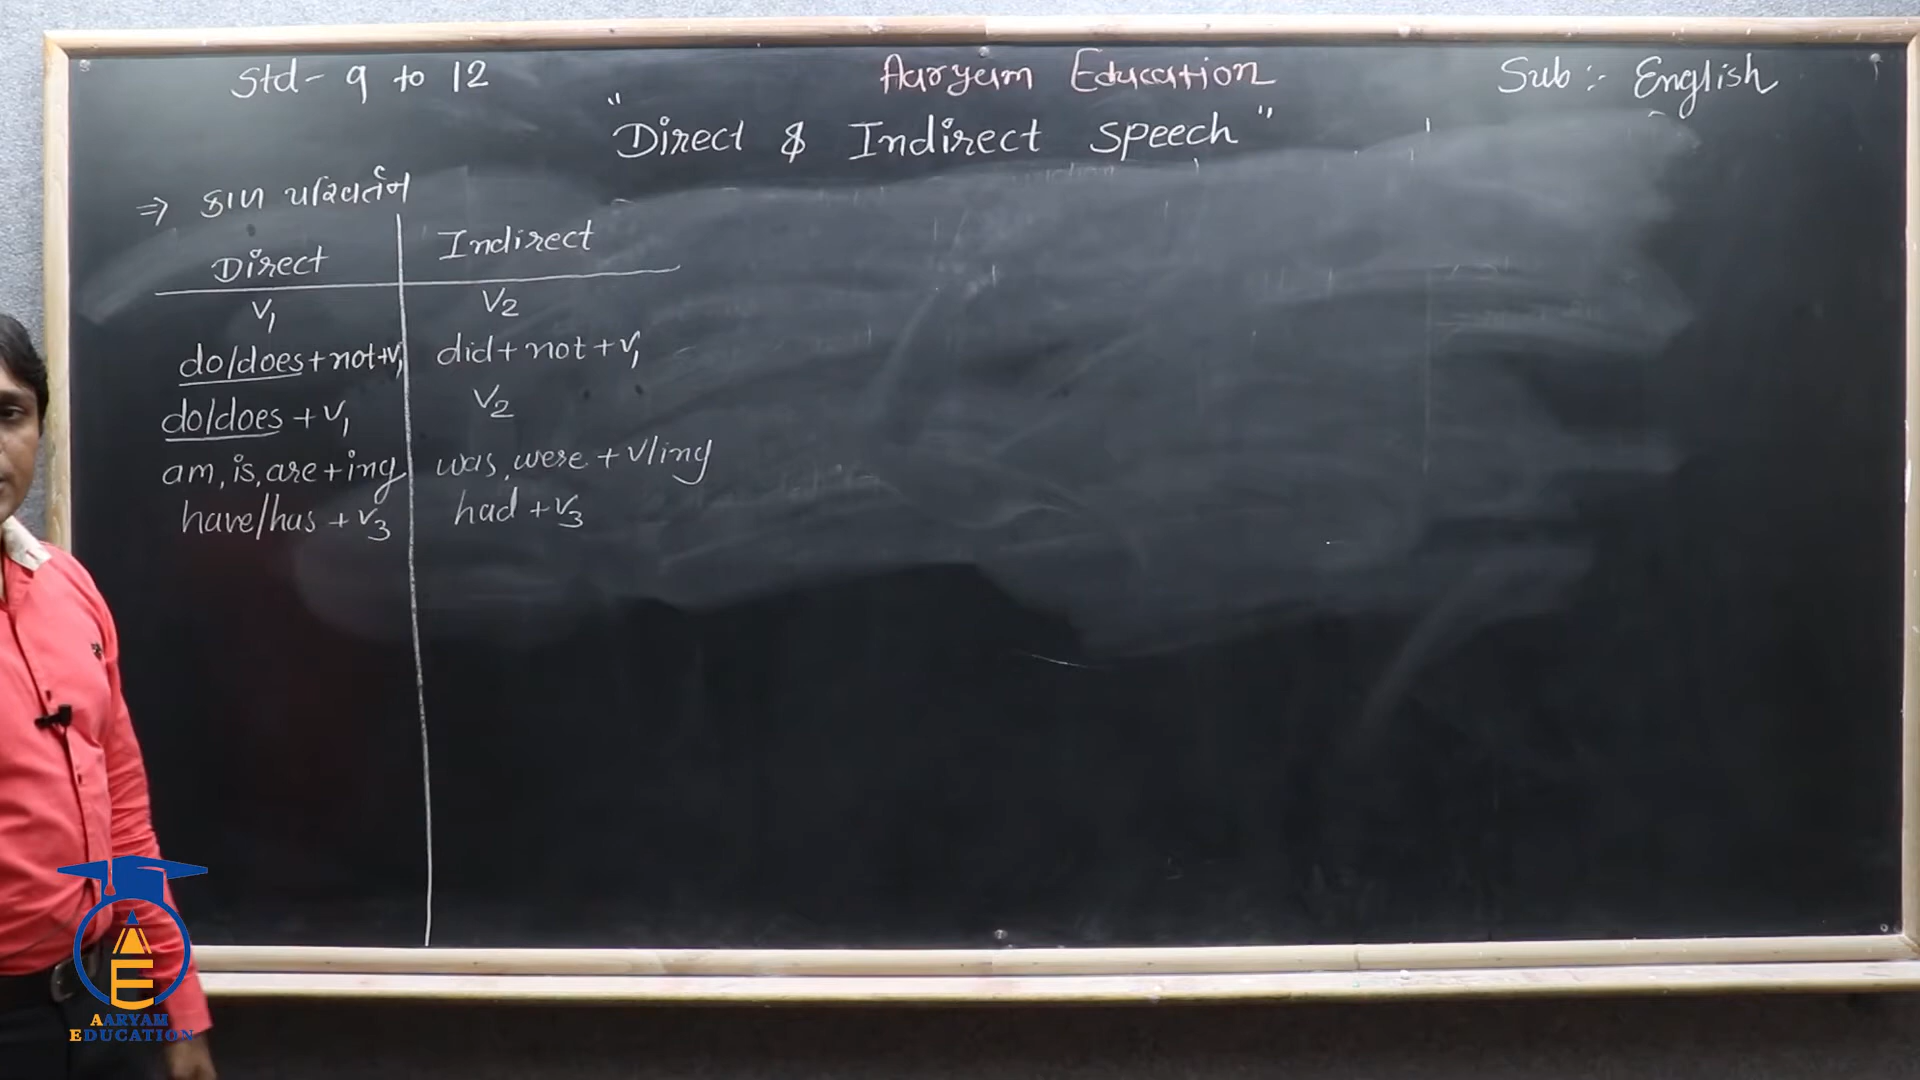 Std- 9 to 12
Aaryam Education
Sub :- English
"Direct & Indirect Speech"
⇒ કાળ પરિવર્તન
Direct | Indirect
V1 | V2
do/does+not+V1 | did+not+V1
do/does + V1 | V2
am, is, are+ing | was, were + V/ing
have/has + V3 | had + V3
AARYAM
EDUCATION